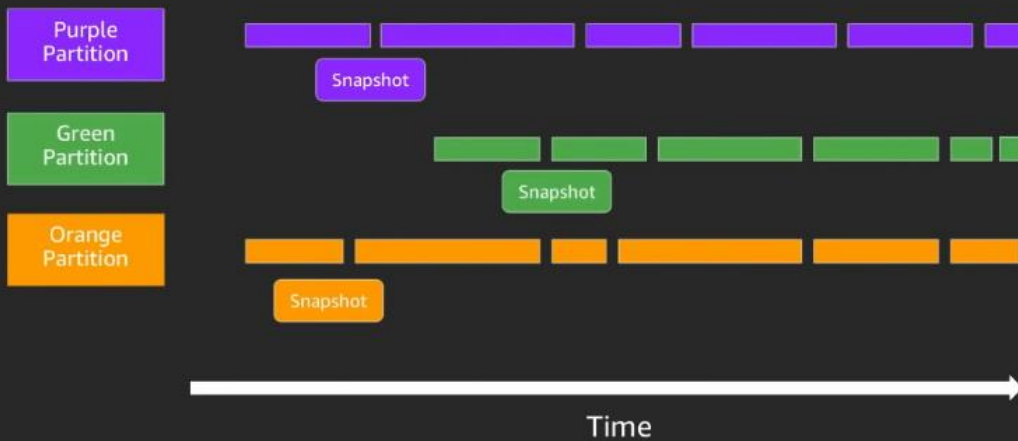 Purple
Partition
Snapshot
Green
Partition
Snapshot
Orange
Partition
Snapshot
Time